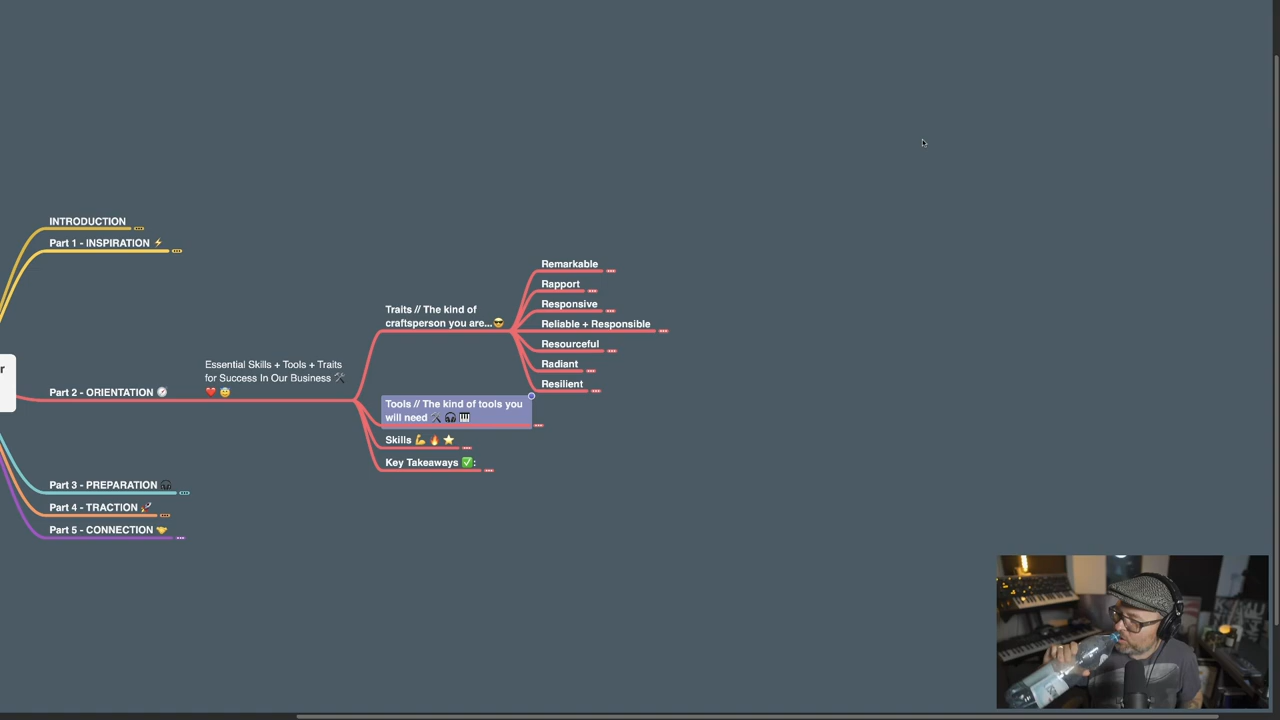 INTRODUCTION
Part 1 - INSPIRATION ⚡
r
Part 2 - ORIENTATION 🧭
Essential Skills + Tools + Traits
for Success In Our Business 🛠️
❤️ 😇
Traits // The kind of
craftsperson you are...😎
Remarkable
Rapport
Responsive
Reliable + Responsible
Resourceful
Radiant
Resilient
Tools // The kind of tools you
will need 🛠️ 🎧 🎹
Skills 💪 🔥 ⭐
Key Takeaways ✅:
Part 3 - PREPARATION 🎧
Part 4 - TRACTION 🚀
Part 5 - CONNECTION 🤝